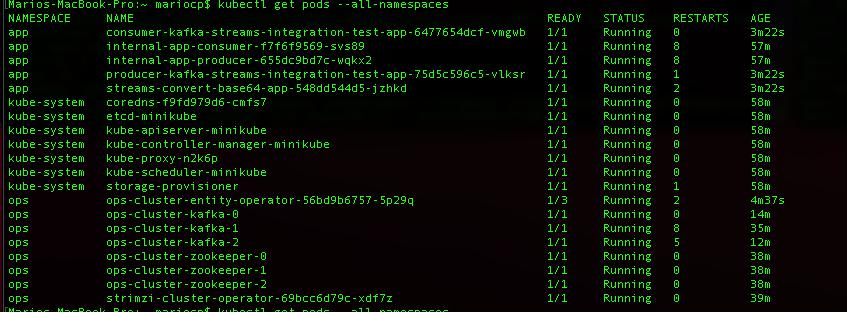 [Marios-MacBook-Pro:~ mariocp$ kubectl get pods --all-namespaces
NAMESPACE NAME READY STATUS RESTARTS AGE
app consumer-kafka-streams-integration-test-app-6477654dcf-vmgwb 1/1 Running 0 3m22s
app internal-app-consumer-f7f6f9569-svs89 1/1 Running 8 57m
app internal-app-producer-655dc9bd7c-wqkx2 1/1 Running 8 57m
app producer-kafka-streams-integration-test-app-75d5c596c5-vlksr 1/1 Running 1 3m22s
app streams-convert-base64-app-548dd544d5-jzhkd 1/1 Running 2 3m22s
kube-system coredns-f9fd979d6-cmfs7 1/1 Running 0 58m
kube-system etcd-minikube 1/1 Running 0 58m
kube-system kube-apiserver-minikube 1/1 Running 0 58m
kube-system kube-controller-manager-minikube 1/1 Running 0 58m
kube-system kube-proxy-n2k6p 1/1 Running 0 58m
kube-system kube-scheduler-minikube 1/1 Running 0 58m
kube-system storage-provisioner 1/1 Running 1 58m
ops ops-cluster-entity-operator-56bd9b6757-5p29q 1/3 Running 2 4m37s
ops ops-cluster-kafka-0 1/1 Running 0 14m
ops ops-cluster-kafka-1 1/1 Running 8 35m
ops ops-cluster-kafka-2 1/1 Running 5 12m
ops ops-cluster-zookeeper-0 1/1 Running 0 38m
ops ops-cluster-zookeeper-1 1/1 Running 0 38m
ops ops-cluster-zookeeper-2 1/1 Running 0 38m
ops strimzi-cluster-operator-69bcc6d79c-xdf7z 1/1 Running 0 39m
[Marios-MacBook-Pro:~ mariocp$ kubectl get pods --all-namespaces